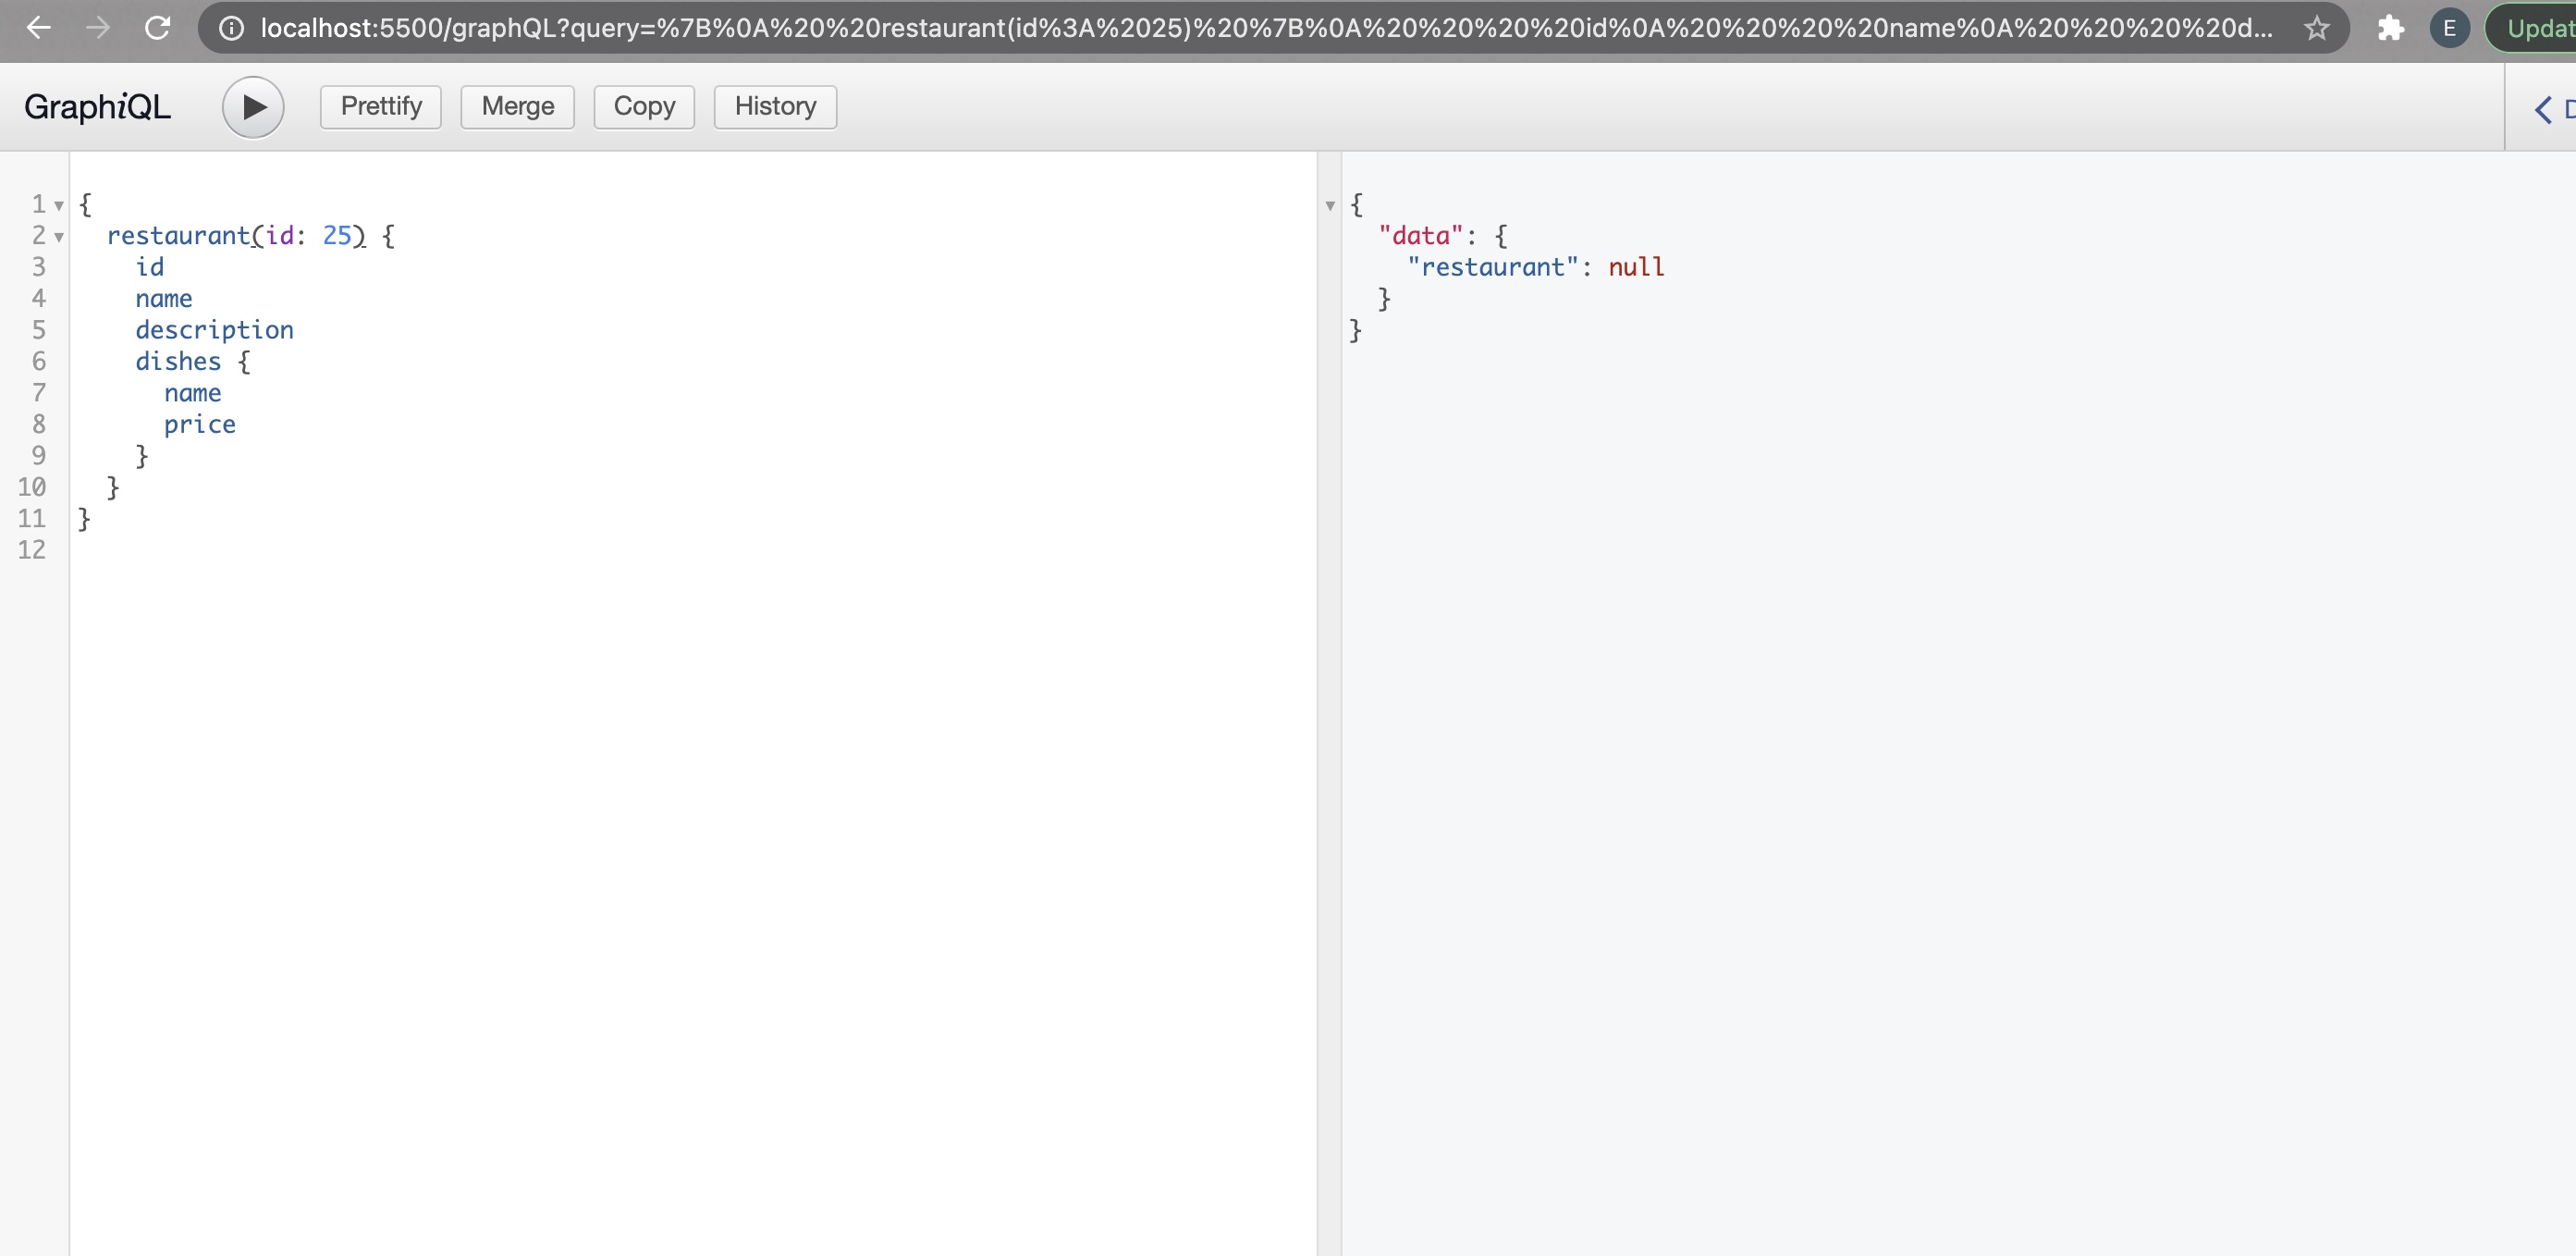 localhost:5500/graphQL?query=%7B%0A%20%20restaurant(id%3A%2025)%20%7B%0A%20%20%20%20id%0A%20%20%20%20name%0A%20%20%20%20d...
E
Updat
GraphiQL
Prettify
Merge
Copy
History
D
1 {
2 restaurant(id: 25) {
3 id
4 name
5 description
6 dishes {
7 name
8 price
9 }
10 }
11 }
12
{
"data": {
"restaurant": null
}
}